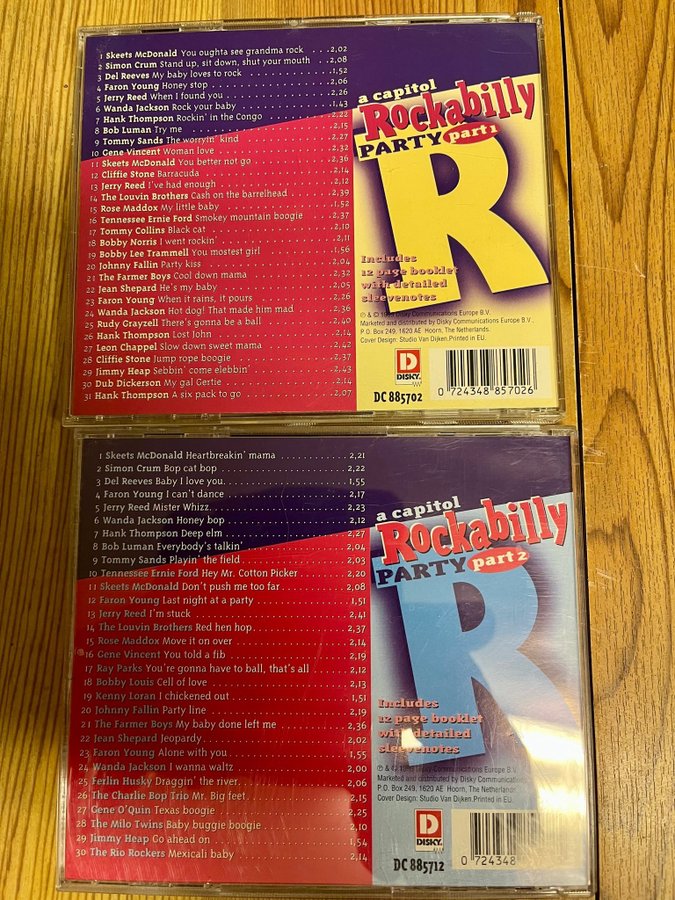 1 Skeets McDonald You oughta see grandma rock . . . 2,02
2 Simon Crum Stand up, sit down, shut your mouth . 2,08
3 Del Reeves My baby loves to rock . . . 1,52
4 Faron Young Honey stop . . . 2,06
5 Jerry Reed When I found you . . . 2,26
6 Wanda Jackson Rock your baby . . . 1,43
7 Hank Thompson Rockin' in the Congo . . . 2,22
8 Bob Luman Try me . . . 2,15
9 Tommy Sands The worryin' kind . . . 2,27
10 Gene Vincent Woman love . . . 2,32
11 Skeets McDonald You better not go . . . 2,36
12 Cliffie Stone Barracuda . . . 2,14
13 Jerry Reed I've had enough . . . 2,12
14 The Louvin Brothers Cash on the barrelhead . . . 2,39
15 Rose Maddox My little baby . . . 1,52
16 Tennessee Ernie Ford Smokey mountain boogie . . . 2,37
17 Tommy Collins Black cat . . . 2,10
18 Bobby Norris I went rockin' . . . 2,11
19 Bobby Lee Trammell You mostest girl . . . 1,56
20 Johnny Fallin Party kiss . . . 2,04
21 The Farmer Boys Cool down mama . . . 2,32
22 Jean Shepard He's my baby . . . 2,05
23 Faron Young When it rains, it pours . . . 2,26
24 Wanda Jackson Hot dog! That made him mad . . . 2,36
25 Rudy Grayzell There's gonna be a ball . . . 2,40
26 Hank Thompson Lost John . . . 2,14
27 Leon Chappel Slow down sweet mama . . . 2,42
28 Cliffie Stone Jump rope boogie . . . 2,37
29 Jimmy Heap Sebbin' come elebbin' . . . 2,43
30 Dub Dickerson My gal Gertie . . . 2,14
31 Hank Thompson A six pack to go . . . 2,07
a capitol
Rockabilly
PARTY part 1
R
Includes
12 page booklet
with detailed
sleevenotes
℗ & © Disky Communications Europe B.V.
Marketed and distributed by Disky Communications Europe B.V.
P.O. Box 249, 1620 AE Hoorn, The Netherlands.
Cover Design: Studio Van Dijken. Printed in EU.
D
DISKY
DC 885702
0 724348 857026
1 Skeets McDonald Heartbreakin' mama . . . 2,21
2 Simon Crum Bop cat bop . . . 2,22
3 Del Reeves Baby I love you . . . 1,55
4 Faron Young I can't dance . . . 2,17
5 Jerry Reed Mister Whizz . . . 2,23
6 Wanda Jackson Honey bop . . . 2,12
7 Hank Thompson Deep elm . . . 2,27
8 Bob Luman Everybody's talkin' . . . 2,04
9 Tommy Sands Playin' the field . . . 2,03
10 Tennessee Ernie Ford Hey Mr. Cotton Picker . . . 2,20
11 Skeets McDonald Don't push me too far . . . 2,08
12 Faron Young Last night at a party . . . 1,51
13 Jerry Reed I'm stuck . . . 2,41
14 The Louvin Brothers Red hen hop . . . 2,37
15 Rose Maddox Move it on over . . . 2,14
16 Gene Vincent You told a fib . . . 2,19
17 Ray Parks You're gonna have to ball, that's all . . . 2,12
18 Bobby Louis Cell of love . . . 2,13
19 Kenny Loran I chickened out . . . 1,51
20 Johnny Fallin Party line . . . 2,19
21 The Farmer Boys My baby done left me . . . 2,36
22 Jean Shepard Jeopardy . . . 2,02
23 Faron Young Alone with you . . . 1,55
24 Wanda Jackson I wanna waltz . . . 2,00
25 Ferlin Husky Draggin' the river . . . 2,06
26 The Charlie Bop Trio Mr. Big feet . . . 2,15
27 Gene O'Quin Texas boogie . . . 2,25
28 The Milo Twins Baby buggie boogie . . . 2,10
29 Jimmy Heap Go ahead on . . . 1,54
30 The Rio Rockers Mexicali baby . . . 2,14
a capitol
Rockabilly
PARTY part 2
R
Includes
12 page booklet
with detailed
sleevenotes
℗ & © Disky Communications Europe B.V.
Marketed and distributed by Disky Communications Europe B.V.
P.O. Box 249, 1620 AE Hoorn, The Netherlands.
Cover Design: Studio Van Dijken. Printed in EU.
D
DISKY
DC 885712
0 724348